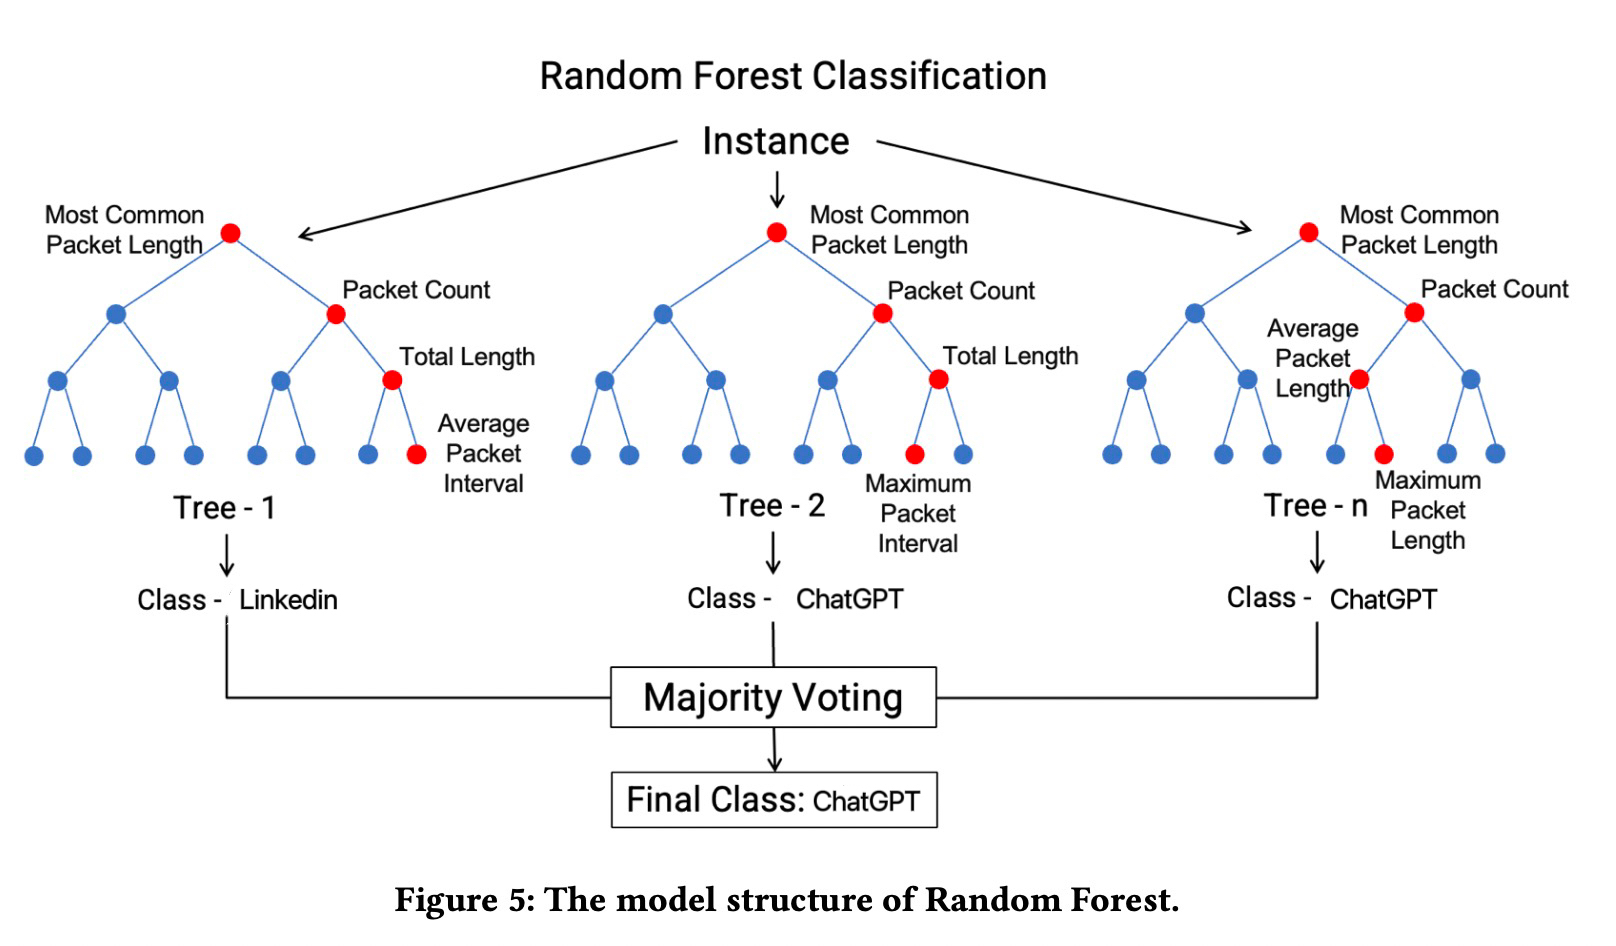 Random Forest Classification
Instance
Most Common
Packet Length
Packet Count
Total Length
Average
Packet
Interval
Tree - 1
Class - Linkedin
Most Common
Packet Length
Packet Count
Total Length
Maximum
Packet
Interval
Tree - 2
Class - ChatGPT
Most Common
Packet Length
Packet Count
Average
Packet
Length
Maximum
Packet
Length
Tree - n
Class - ChatGPT
Majority Voting
Final Class: ChatGPT
Figure 5: The model structure of Random Forest.